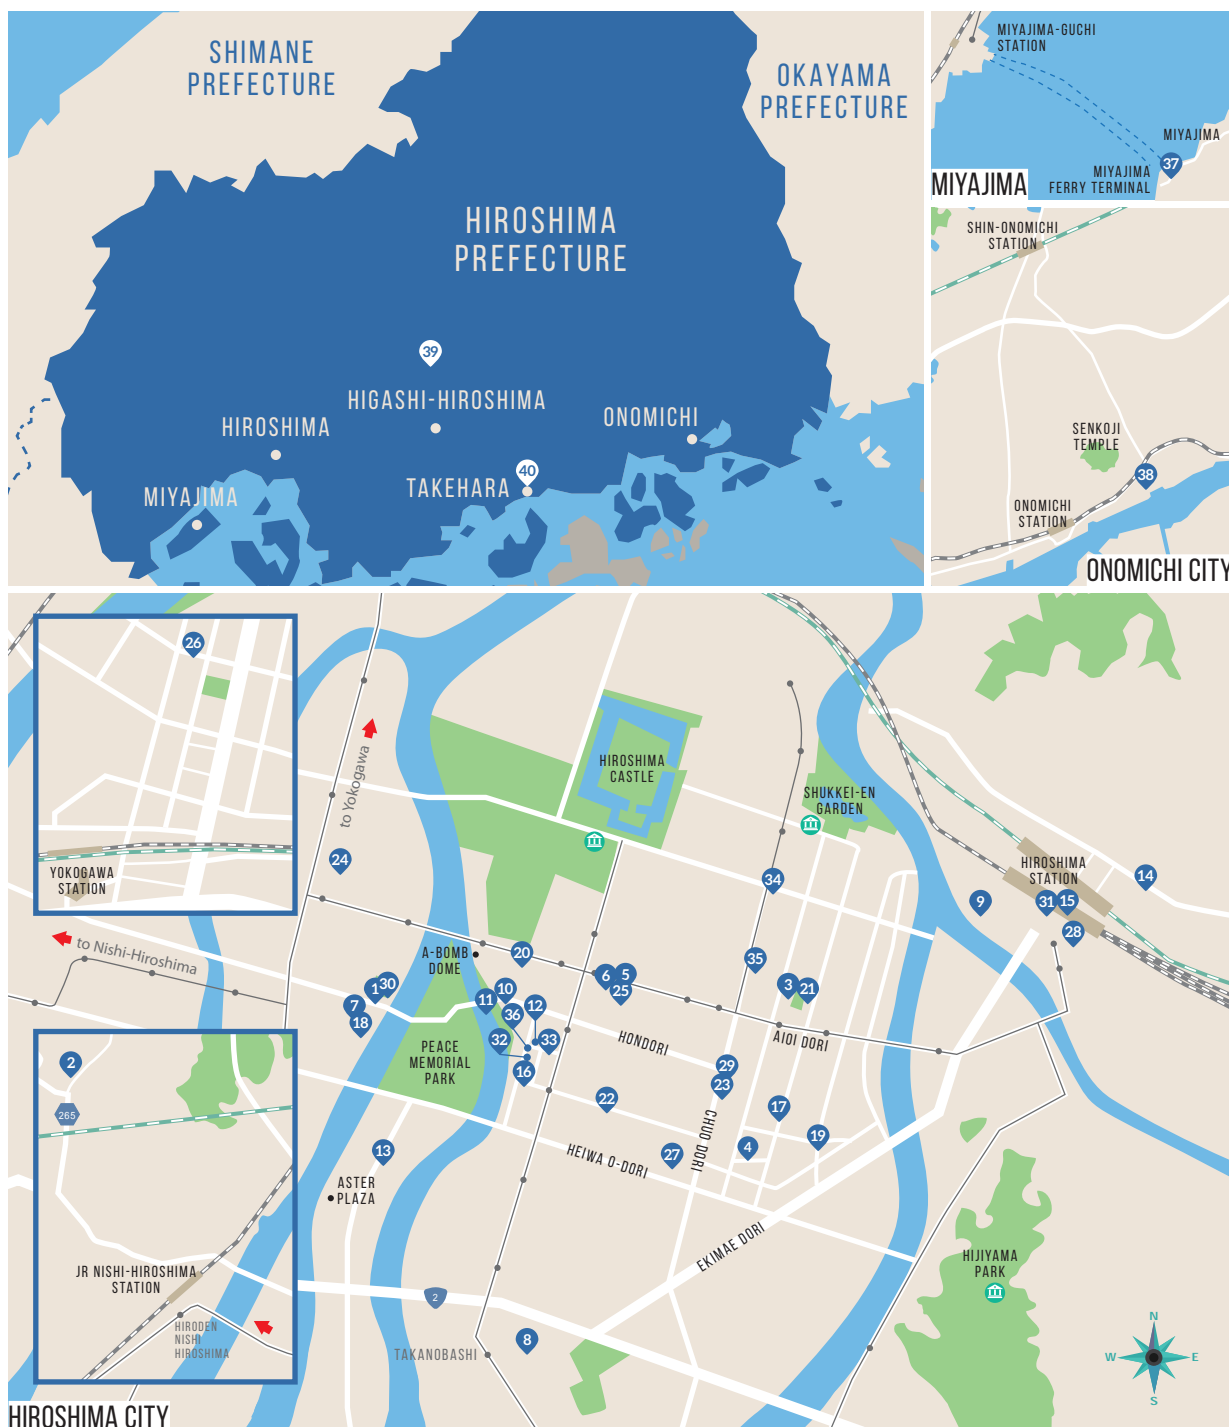 SHIMANE
PREFECTURE
OKAYAMA
PREFECTURE
HIROSHIMA
PREFECTURE
39
HIGASHI-HIROSHIMA
HIROSHIMA
ONOMICHI
40
TAKEHARA
MIYAJIMA
MIYAJIMA-GUCHI
STATION
MIYAJIMA
37
MIYAJIMA
FERRY TERMINAL
MIYAJIMA
SHIN-ONOMICHI
STATION
SENKOJI
TEMPLE
38
ONOMICHI
STATION
ONOMICHI CITY
26
YOKOGAWA
STATION
to Yokogawa
24
to Nishi-Hiroshima
HIROSHIMA
CASTLE
SHUKKEI-EN
GARDEN
34
HIROSHIMA
STATION
14
9
31
15
28
A-BOMB
DOME
20
6
5
25
35
3
21
1
30
7
18
10
11
36
12
32
33
16
PEACE
MEMORIAL
PARK
HONDORI
AIOI DORI
29
23
22
17
19
4
27
CHUO DORI
HEIWA O-DORI
13
ASTER
PLAZA
EKIMAE DORI
HIJIYAMA
PARK
2
265
JR NISHI-HIROSHIMA
STATION
HIRODEN
NISHI
HIROSHIMA
2
8
TAKANOBASHI
N
W
E
S
HIROSHIMA CITY